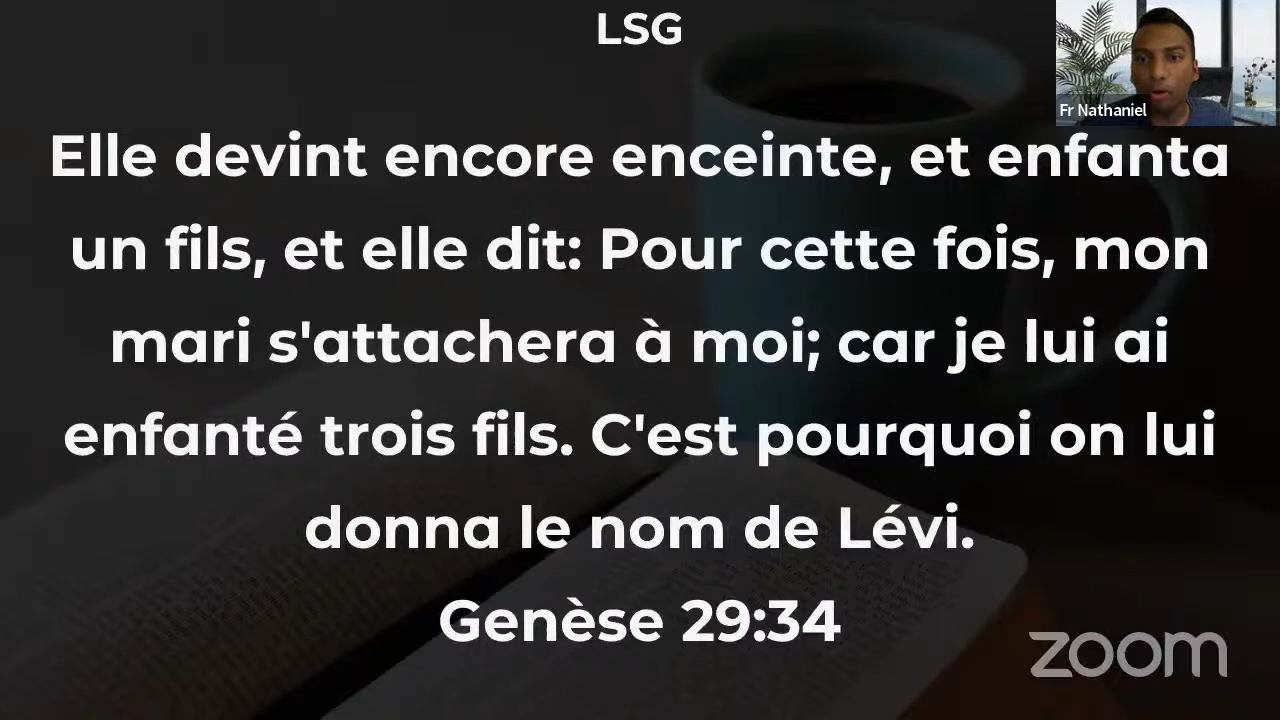 LSG
Fr Nathaniel
Elle devint encore enceinte, et enfanta
un fils, et elle dit: Pour cette fois, mon
mari s'attachera à moi; car je lui ai
enfanté trois fils. C'est pourquoi on lui
donna le nom de Lévi.
Genèse 29:34
zoom